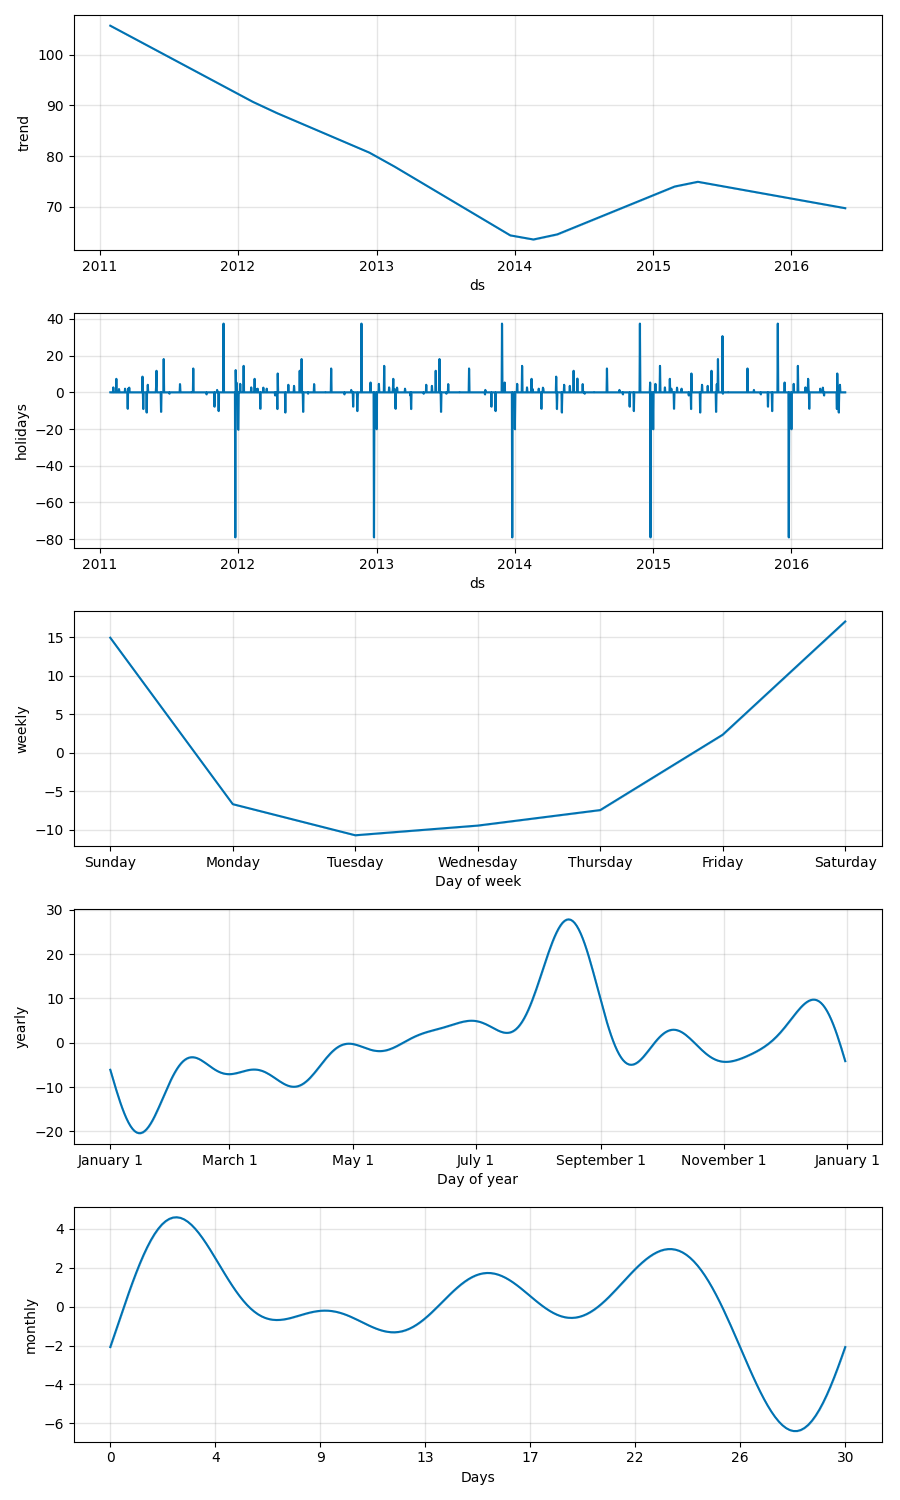 trend
100
90
80
70
2011 2012 2013 2014 2015 2016
ds
holidays
40
20
0
−20
−40
−60
−80
2011 2012 2013 2014 2015 2016
ds
weekly
15
10
5
0
−5
−10
Sunday Monday Tuesday Wednesday Thursday Friday Saturday
Day of week
yearly
30
20
10
0
−10
−20
January 1 March 1 May 1 July 1 September 1 November 1 January 1
Day of year
monthly
4
2
0
−2
−4
−6
0 4 9 13 17 22 26 30
Days